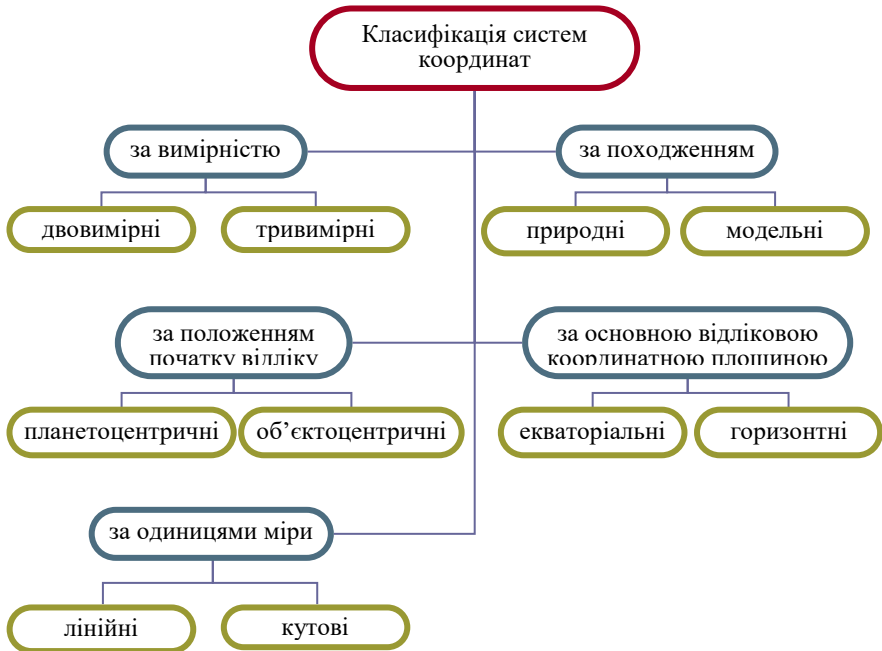 Класифікація систем
координат
за вимірністю
за походженням
двовимірні
тривимірні
природні
модельні
за положенням
початку відліку
за основною відліковою
координатною площиною
планетоцентричні
об’єктоцентричні
екваторіальні
горизонтні
за одиницями міри
лінійні
кутові